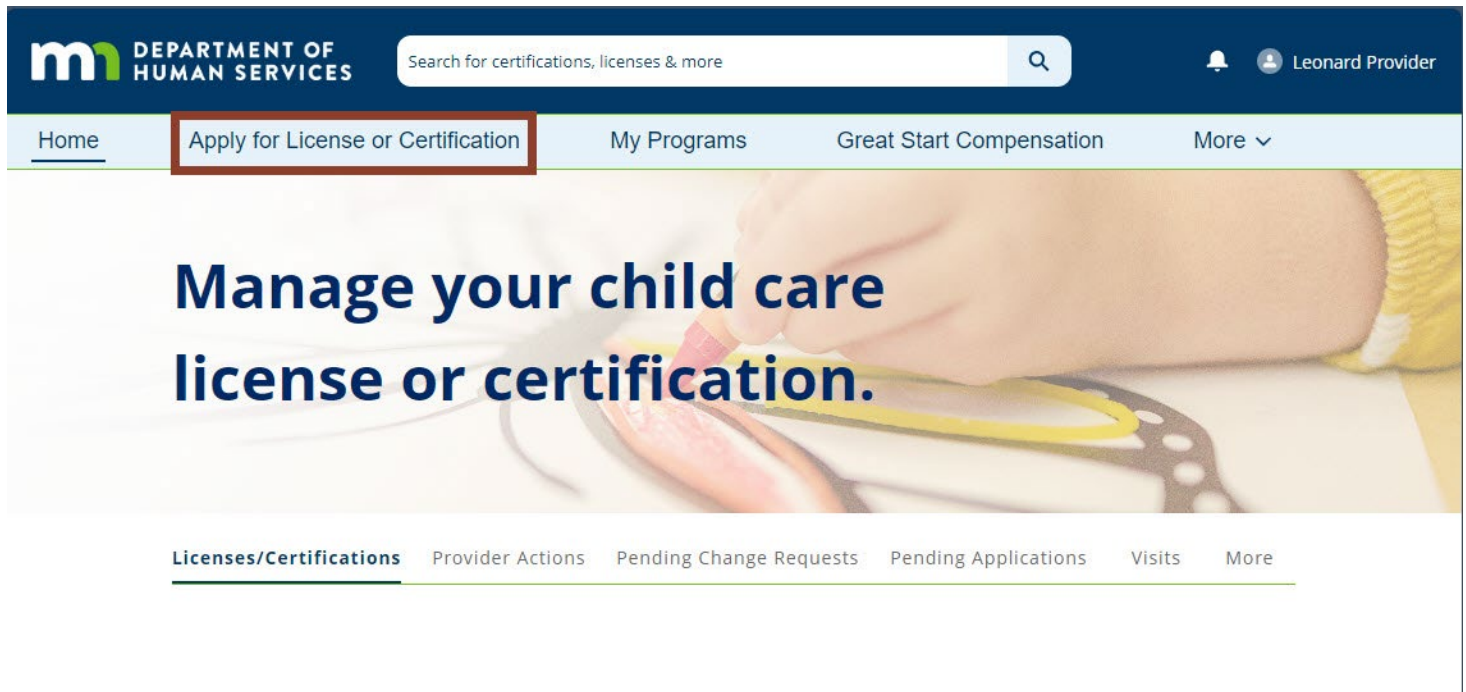 mn DEPARTMENT OF
HUMAN SERVICES
Search for certifications, licenses & more
Leonard Provider
Home Apply for License or Certification My Programs Great Start Compensation More
Manage your child care
license or certification.
Licenses/Certifications Provider Actions Pending Change Requests Pending Applications Visits More